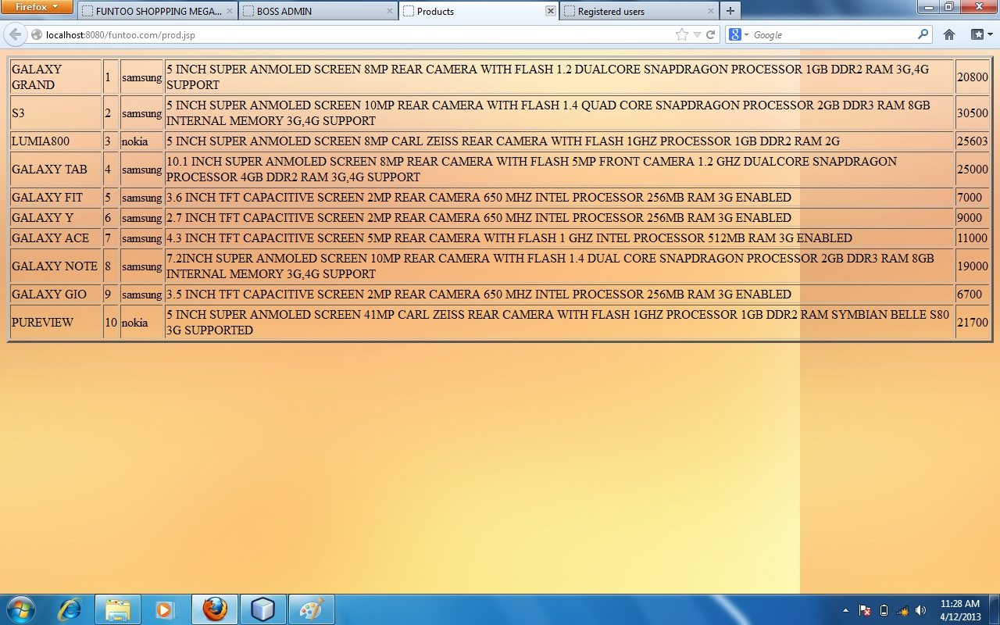 Firefox
FUNTOO SHOPPPING MEGA...
BOSS ADMIN
Products
Registered users
localhost:8080/funtoo.com/prod.jsp
Google
GALAXY GRAND 1 samsung 5 INCH SUPER ANMOLED SCREEN 8MP REAR CAMERA WITH FLASH 1.2 DUALCORE SNAPDRAGON PROCESSOR 1GB DDR2 RAM 3G,4G SUPPORT 20800
S3 2 samsung 5 INCH SUPER ANMOLED SCREEN 10MP REAR CAMERA WITH FLASH 1.4 QUAD CORE SNAPDRAGON PROCESSOR 2GB DDR3 RAM 8GB INTERNAL MEMORY 3G,4G SUPPORT 30500
LUMIA800 3 nokia 5 INCH SUPER ANMOLED SCREEN 8MP CARL ZEISS REAR CAMERA WITH FLASH 1GHZ PROCESSOR 1GB DDR2 RAM 2G 25603
GALAXY TAB 4 samsung 10.1 INCH SUPER ANMOLED SCREEN 8MP REAR CAMERA WITH FLASH 5MP FRONT CAMERA 1.2 GHZ DUALCORE SNAPDRAGON PROCESSOR 4GB DDR2 RAM 3G,4G SUPPORT 25000
GALAXY FIT 5 samsung 3.6 INCH TFT CAPACITIVE SCREEN 2MP REAR CAMERA 650 MHZ INTEL PROCESSOR 256MB RAM 3G ENABLED 7000
GALAXY Y 6 samsung 2.7 INCH TFT CAPACITIVE SCREEN 2MP REAR CAMERA 650 MHZ INTEL PROCESSOR 256MB RAM 3G ENABLED 9000
GALAXY ACE 7 samsung 4.3 INCH TFT CAPACITIVE SCREEN 5MP REAR CAMERA WITH FLASH 1 GHZ INTEL PROCESSOR 512MB RAM 3G ENABLED 11000
GALAXY NOTE 8 samsung 7.2INCH SUPER ANMOLED SCREEN 10MP REAR CAMERA WITH FLASH 1.4 DUAL CORE SNAPDRAGON PROCESSOR 2GB DDR3 RAM 8GB INTERNAL MEMORY 3G,4G SUPPORT 19000
GALAXY GIO 9 samsung 3.5 INCH TFT CAPACITIVE SCREEN 2MP REAR CAMERA 650 MHZ INTEL PROCESSOR 256MB RAM 3G ENABLED 6700
PUREVIEW 10 nokia 5 INCH SUPER ANMOLED SCREEN 41MP CARL ZEISS REAR CAMERA WITH FLASH 1GHZ PROCESSOR 1GB DDR2 RAM SYMBIAN BELLE S80 3G SUPPORTED 21700
11:28 AM
4/12/2013